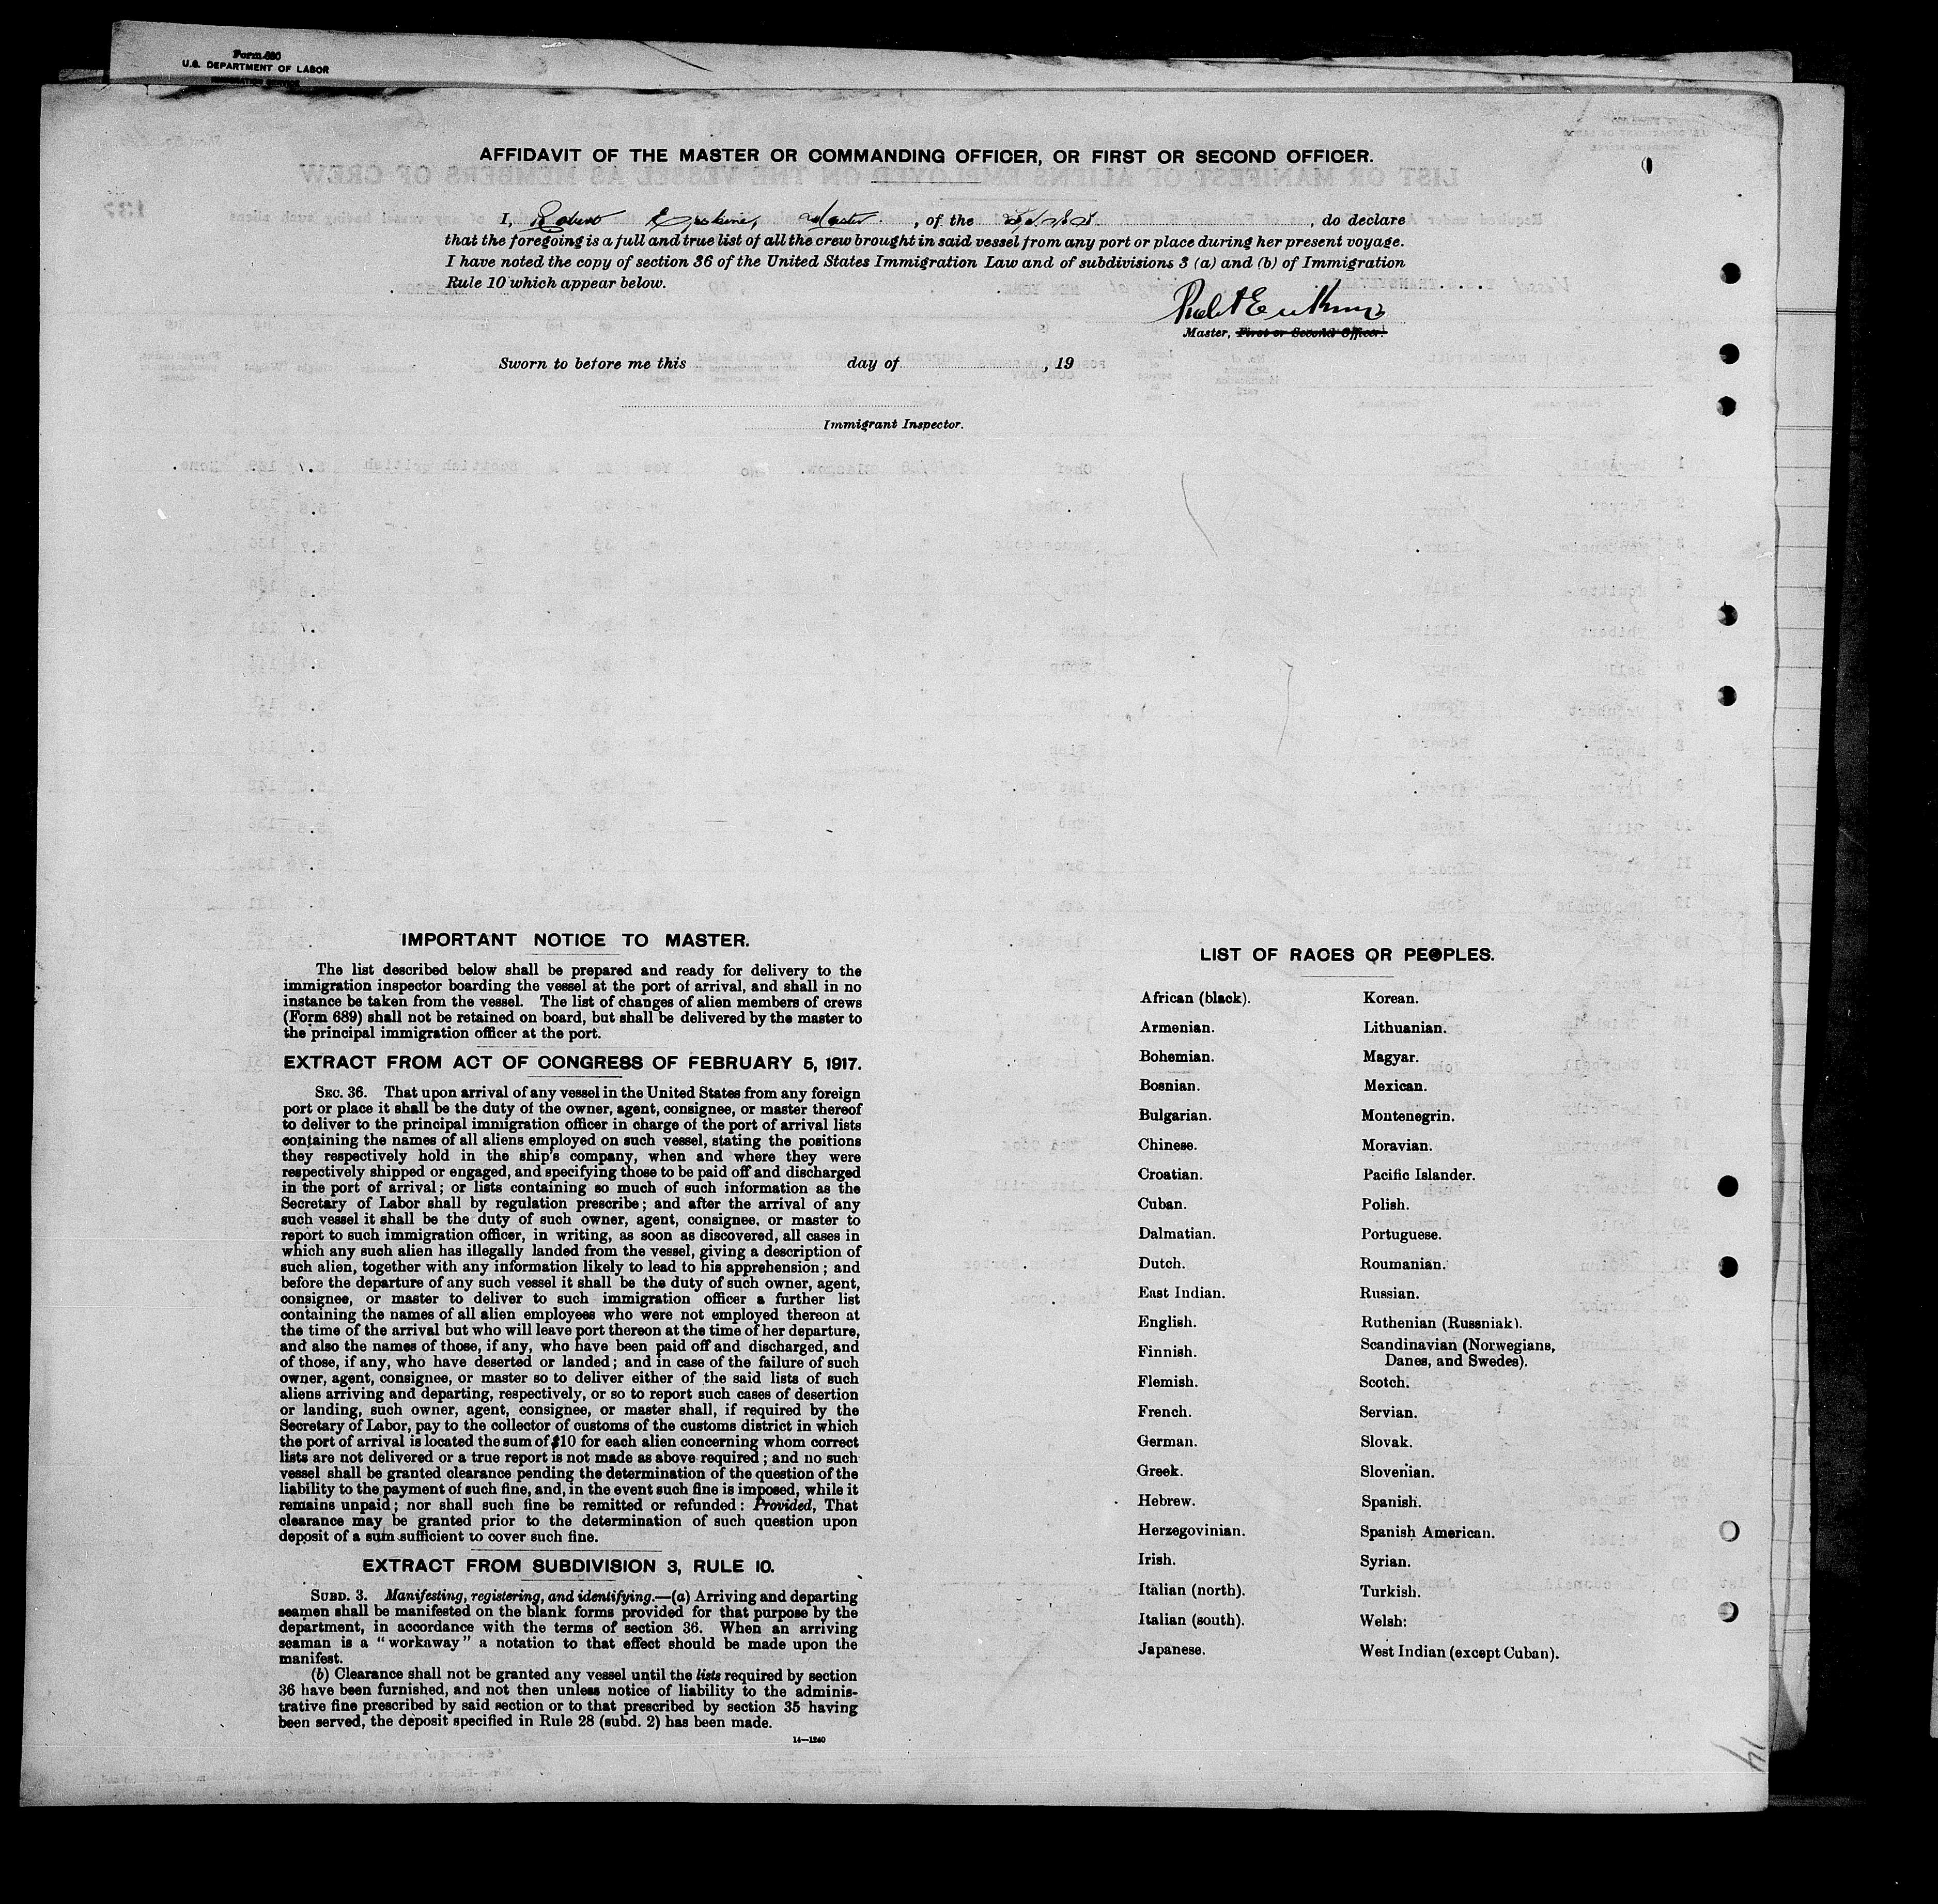 Form 680
U.S. DEPARTMENT OF LABOR
IMMIGRATION SERVICE
AFFIDAVIT OF THE MASTER OR COMMANDING OFFICER, OR FIRST OR SECOND OFFICER.
I, Robert Erskine, Master, of the , do declare
that the foregoing is a full and true list of all the crew brought in said vessel from any port or place during her present voyage.
I have noted the copy of section 36 of the United States Immigration Law and of subdivisions 3 (a) and (b) of Immigration
Rule 10 which appear below.
Master, First or Second Officer.
Sworn to before me this day of , 19
Immigrant Inspector.
IMPORTANT NOTICE TO MASTER.
The list described below shall be prepared and ready for delivery to the
immigration inspector boarding the vessel at the port of arrival, and shall in no
instance be taken from the vessel. The list of changes of alien members of crews
(Form 689) shall not be retained on board, but shall be delivered by the master to
the principal immigration officer at the port.
EXTRACT FROM ACT OF CONGRESS OF FEBRUARY 5, 1917.
SEC. 36. That upon arrival of any vessel in the United States from any foreign
port or place it shall be the duty of the owner, agent, consignee, or master thereof
to deliver to the principal immigration officer in charge of the port of arrival lists
containing the names of all aliens employed on such vessel, stating the positions
they respectively hold in the ship's company, when and where they were
respectively shipped or engaged, and specifying those to be paid off and discharged
in the port of arrival; or lists containing so much of such information as the
Secretary of Labor shall by regulation prescribe; and after the arrival of any
such vessel it shall be the duty of such owner, agent, consignee, or master to
report to such immigration officer, in writing, as soon as discovered, all cases in
which any such alien has illegally landed from the vessel, giving a description of
such alien, together with any information likely to lead to his apprehension; and
before the departure of any such vessel it shall be the duty of such owner, agent,
consignee, or master to deliver to such immigration officer a further list
containing the names of all alien employees who were not employed thereon at
the time of the arrival but who will leave port thereon at the time of her departure,
and also the names of those, if any, who have been paid off and discharged, and
of those, if any, who have deserted or landed; and in case of the failure of such
owner, agent, consignee, or master so to deliver either of the said lists of such
aliens arriving and departing, respectively, or so to report such cases of desertion
or landing, such owner, agent, consignee, or master shall, if required by the
Secretary of Labor, pay to the collector of customs of the customs district in which
the port of arrival is located the sum of $10 for each alien concerning whom correct
lists are not delivered or a true report is not made as above required; and no such
vessel shall be granted clearance pending the determination of the question of the
liability to the payment of such fine, and, in the event such fine is imposed, while it
remains unpaid; nor shall such fine be remitted or refunded: Provided, That
clearance may be granted prior to the determination of such question upon
deposit of a sum sufficient to cover such fine.
EXTRACT FROM SUBDIVISION 3, RULE 10.
SUBD. 3. Manifesting, registering, and identifying.—(a) Arriving and departing
seamen shall be manifested on the blank forms provided for that purpose by the
department, in accordance with the terms of section 36. When an arriving
seaman is a "workaway" a notation to that effect should be made upon the
manifest.
(b) Clearance shall not be granted any vessel until the lists required by section
36 have been furnished, and not then unless notice of liability to the adminis-
trative fine prescribed by said section or to that prescribed by section 35 having
been served, the deposit specified in Rule 28 (subd. 2) has been made.
14—1240
LIST OF RACES OR PEOPLES.
African (black).
Armenian.
Bohemian.
Bosnian.
Bulgarian.
Chinese.
Croatian.
Cuban.
Dalmatian.
Dutch.
East Indian.
English.
Finnish.
Flemish.
French.
German.
Greek.
Hebrew.
Herzegovinian.
Irish.
Italian (north).
Italian (south).
Japanese.
Korean.
Lithuanian.
Magyar.
Mexican.
Montenegrin.
Moravian.
Pacific Islander.
Polish.
Portuguese.
Roumanian.
Russian.
Ruthenian (Russniak).
Scandinavian (Norwegians,
Danes, and Swedes).
Scotch.
Servian.
Slovak.
Slovenian.
Spanish.
Spanish American.
Syrian.
Turkish.
Welsh.
West Indian (except Cuban).
14